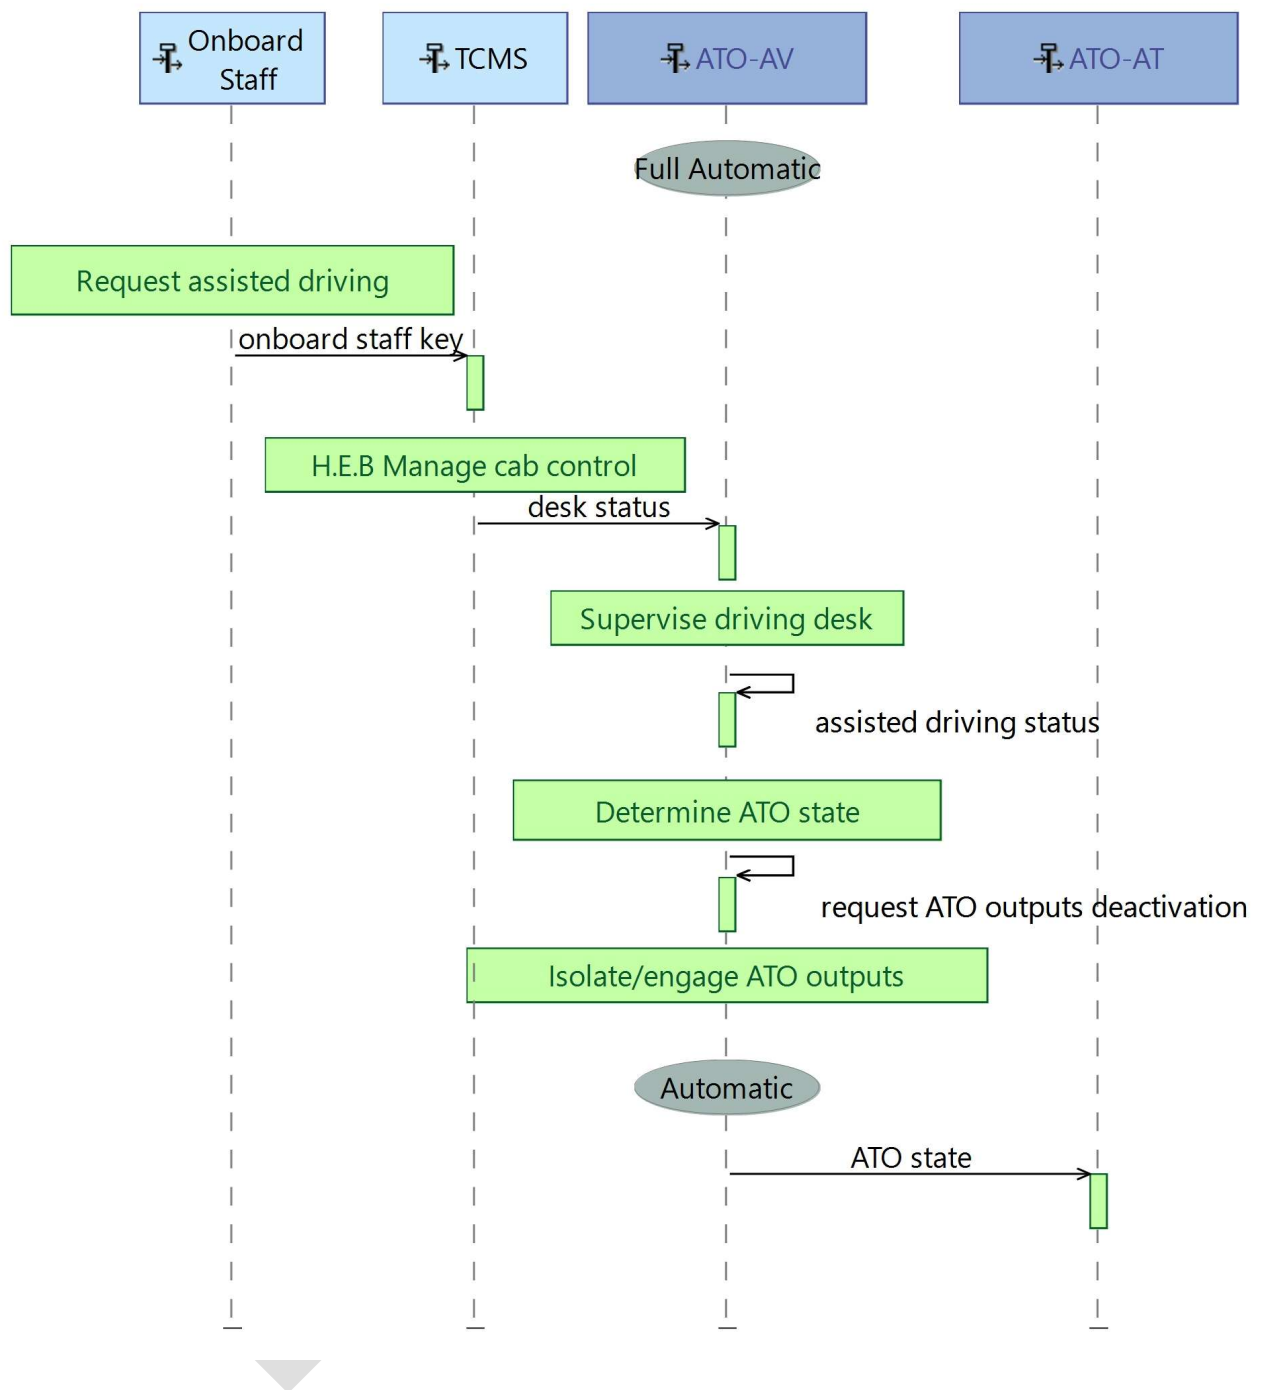 Onboard
Staff
TCMS
ATO-AV
ATO-AT
Full Automatic
Request assisted driving
onboard staff key
H.E.B Manage cab control
desk status
Supervise driving desk
assisted driving status
Determine ATO state
request ATO outputs deactivation
Isolate/engage ATO outputs
Automatic
ATO state